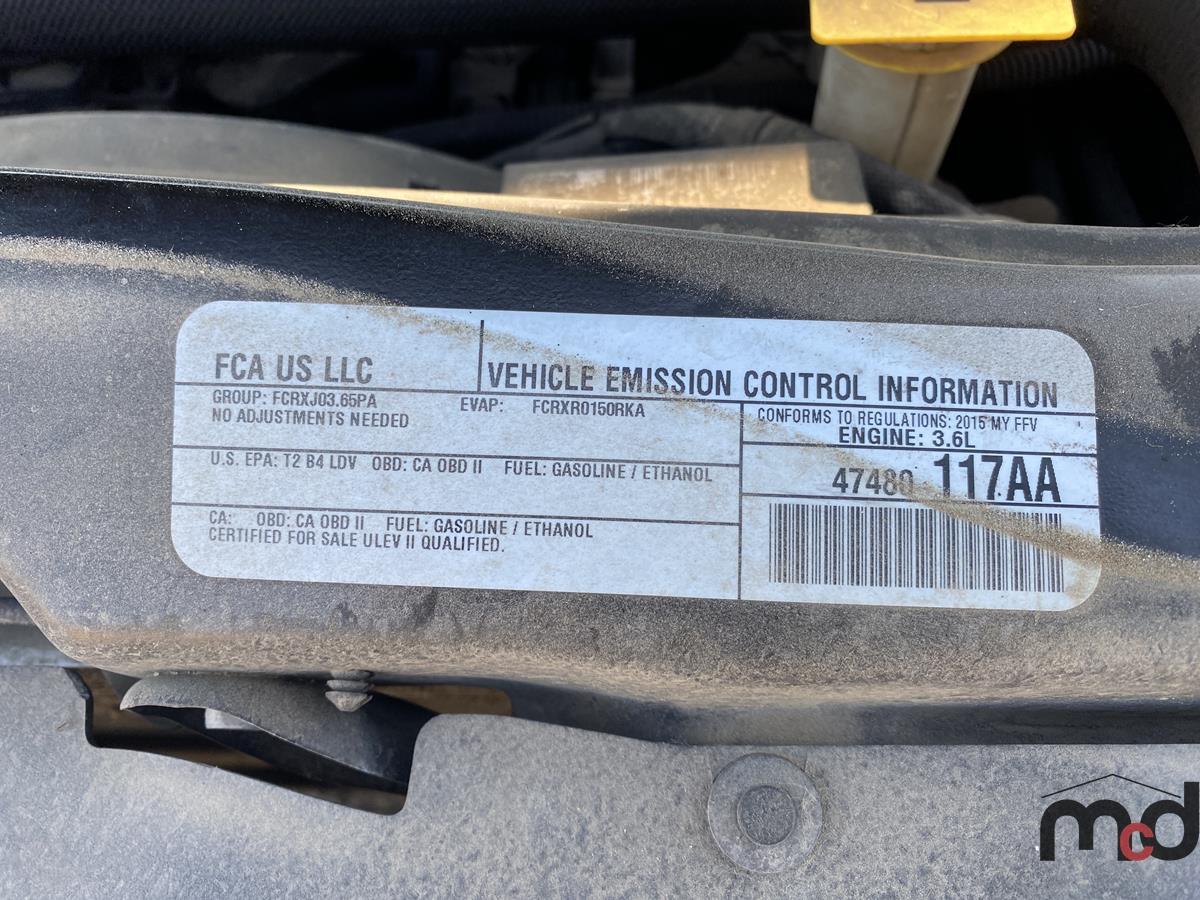 FCA US LLC
VEHICLE EMISSION CONTROL INFORMATION
GROUP: FCRXJ03.65PA
EVAP: FCRXR0150RKA
NO ADJUSTMENTS NEEDED
CONFORMS TO REGULATIONS: 2015 MY FFV
ENGINE: 3.6L
U.S. EPA: T2 B4 LDV OBD: CA OBD II FUEL: GASOLINE / ETHANOL
47480 117AA
CA: OBD: CA OBD II FUEL: GASOLINE / ETHANOL
CERTIFIED FOR SALE ULEV II QUALIFIED.
mcd